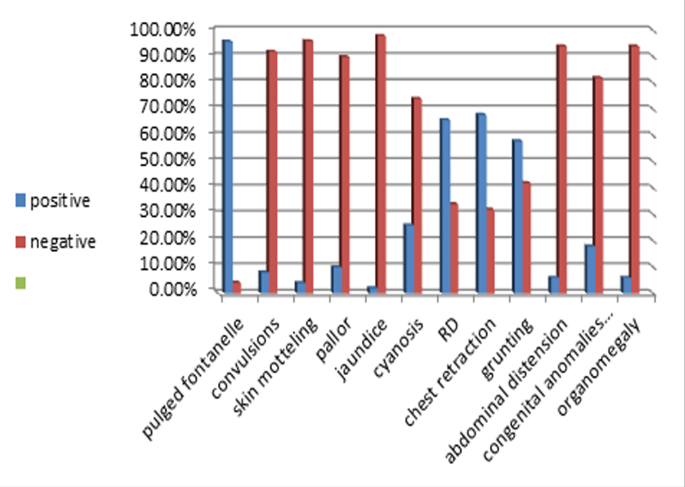 100.00%
90.00%
80.00%
70.00%
60.00%
50.00%
40.00%
30.00%
20.00%
10.00%
0.00%
positive
negative
pulged fontanelle
convulsions
skin motteling
pallor
jaundice
cyanosis
RD
chest retraction
grunting
abdominal distension
congenital anomalies...
organomegaly